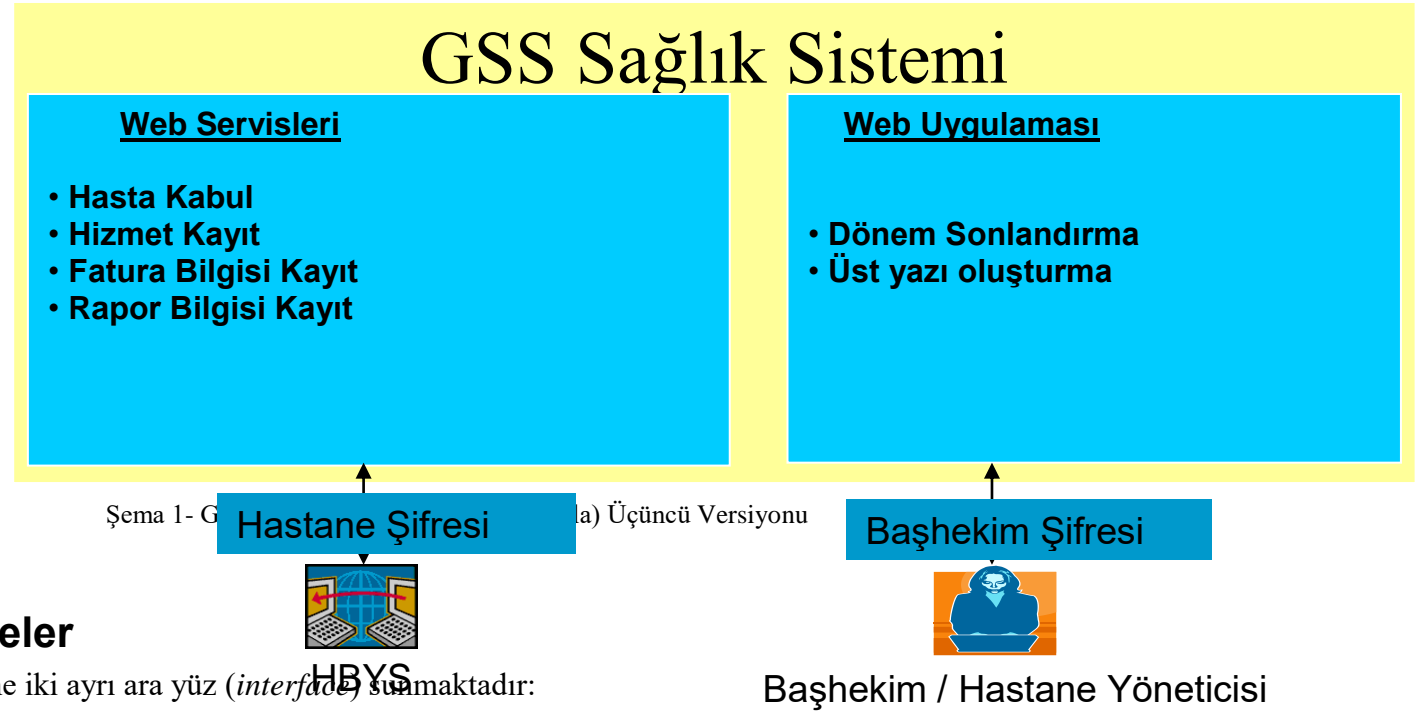 GSS Sağlık Sistemi
Web Servisleri
• Hasta Kabul
• Hizmet Kayıt
• Fatura Bilgisi Kayıt
• Rapor Bilgisi Kayıt
Web Uygulaması
• Dönem Sonlandırma
• Üst yazı oluşturma
Şema 1- G
la) Üçüncü Versiyonu
Hastane Şifresi
Başhekim Şifresi
eler
HBYS
e iki ayrı ara yüz (interface) sunmaktadır:
Başhekim / Hastane Yöneticisi